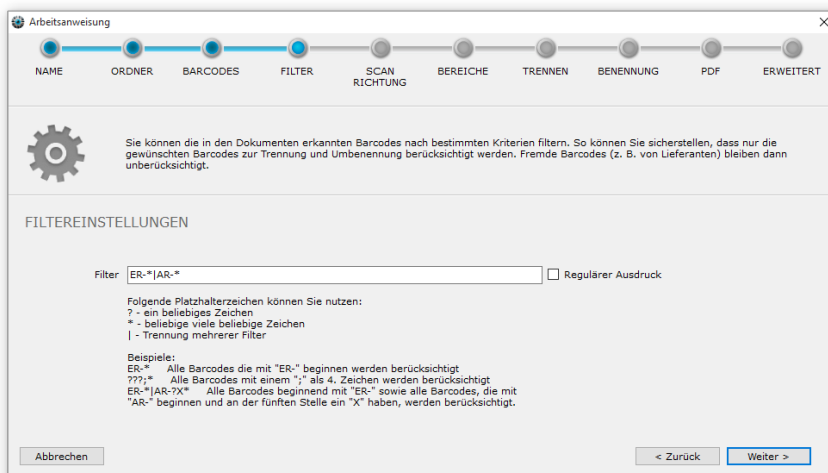 Arbeitsanweisung
NAME ORDNER BARCODES FILTER SCAN RICHTUNG BEREICHE TRENNEN BENENNUNG PDF ERWEITERT
Sie können die in den Dokumenten erkannten Barcodes nach bestimmten Kriterien filtern. So können Sie sicherstellen, dass nur die
gewünschten Barcodes zur Trennung und Umbenennung berücksichtigt werden. Fremde Barcodes (z. B. von Lieferanten) bleiben dann
unberücksichtigt.
FILTEREINSTELLUNGEN
Filter ER-*|AR-* Regulärer Ausdruck
Folgende Platzhalterzeichen können Sie nutzen:
? - ein beliebiges Zeichen
* - beliebige viele beliebige Zeichen
| - Trennung mehrerer Filter
Beispiele:
ER-* Alle Barcodes die mit "ER-" beginnen werden berücksichtigt
???;* Alle Barcodes mit einem ";" als 4. Zeichen werden berücksichtigt
ER-*|AR-?X* Alle Barcodes beginnend mit "ER-" sowie alle Barcodes, die mit
"AR-" beginnen und an der fünften Stelle ein "X" haben, werden berücksichtigt.
Abbrechen < Zurück Weiter >